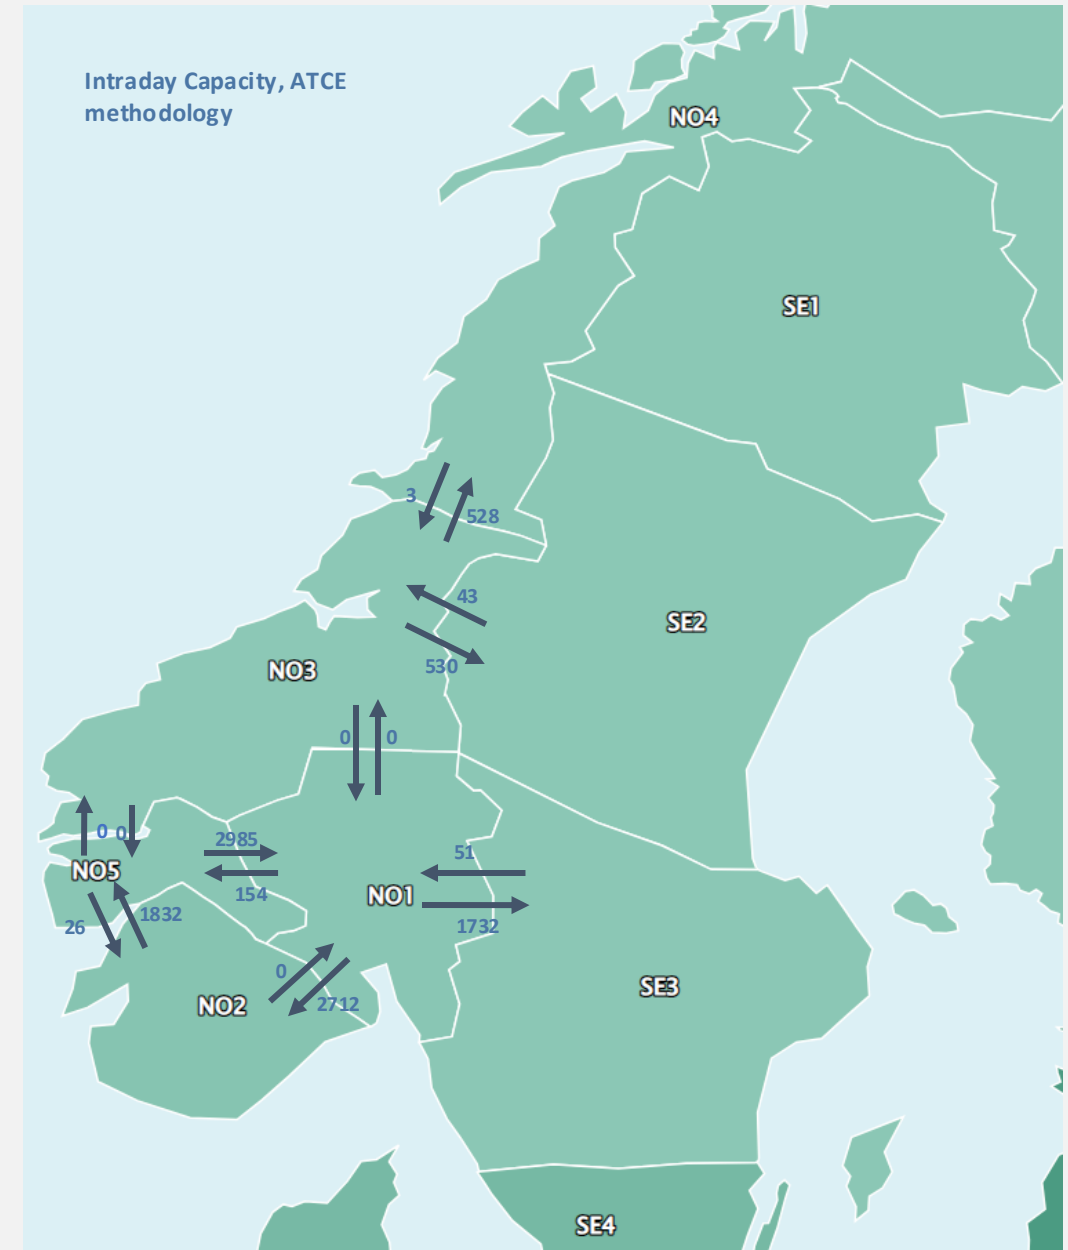 Intraday Capacity, ATCE
methodology
NO4
SE1
3
528
43
SE2
530
NO3
0 0
0 0
2985
51
NO5
154
NO1
26 1832
1732
0
SE3
NO2
2712
SE4